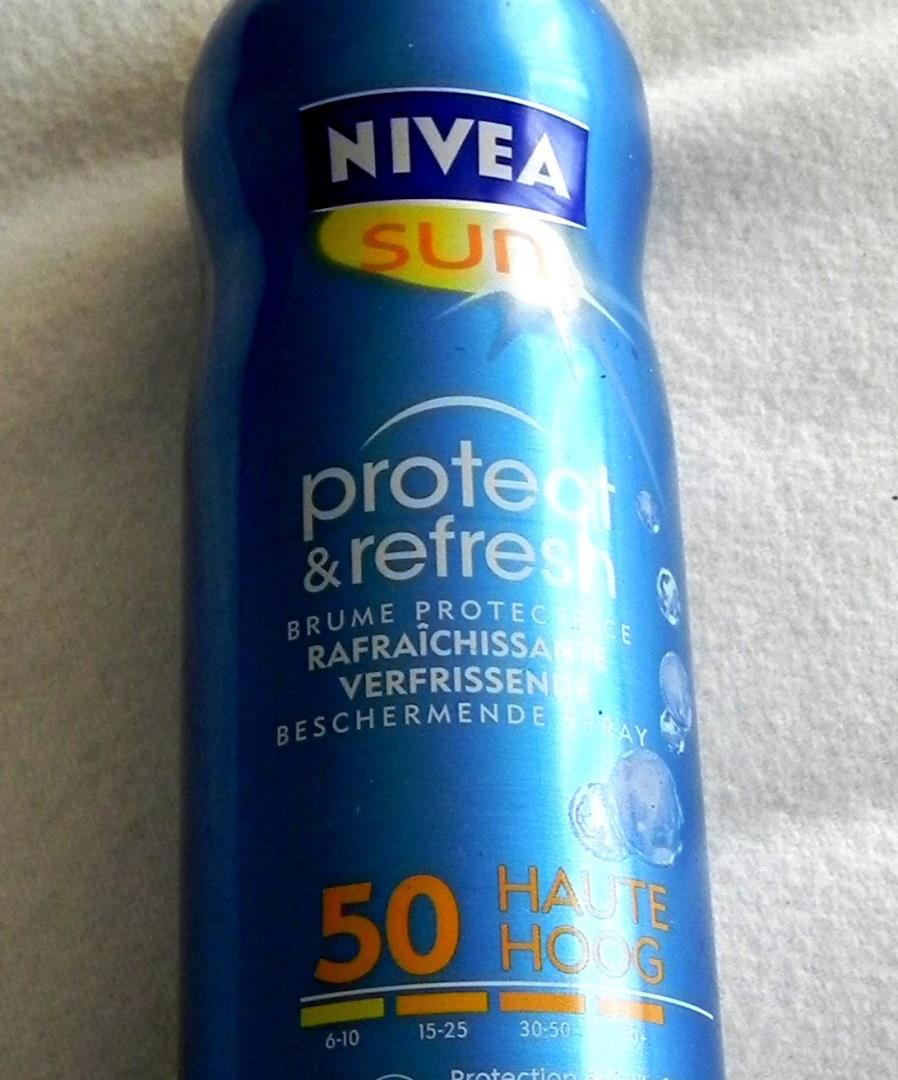 NIVEA
sun
protect
& refresh
BRUME PROTECTRICE
RAFRAÎCHISSANTE
VERFRISSENDE
BESCHERMENDE SPRAY
50 HAUTE
HOOG
6-10 15-25 30-50
Protection